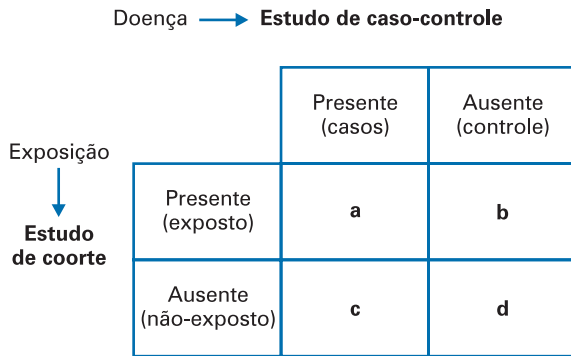 Doença → Estudo de caso-controle
Presente
(casos)
Ausente
(controle)
Exposição
Estudo
de coorte
Presente
(exposto)
a
b
Ausente
(não-exposto)
c
d